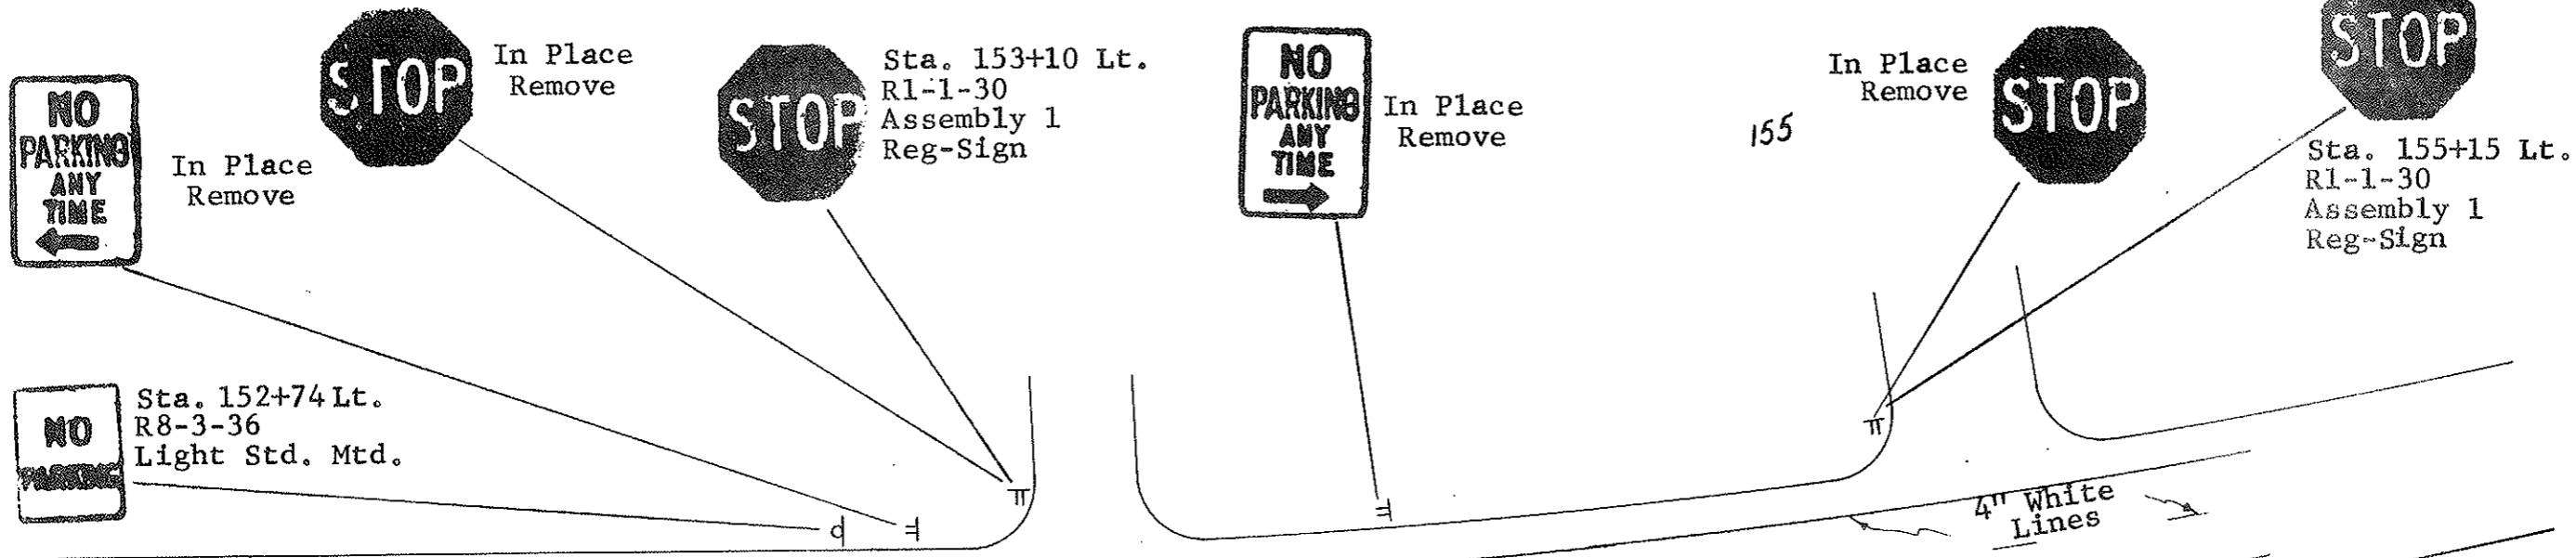 NO
PARKING
ANY
TIME
In Place
Remove
STOP
In Place
Remove
STOP
Sta. 153+10 Lt.
R1-1-30
Assembly 1
Reg-Sign
NO
PARKING
ANY
TIME
In Place
Remove
155
In Place
Remove
STOP
STOP
Sta. 155+15 Lt.
R1-1-30
Assembly 1
Reg-Sign
NO
PARKING
Sta. 152+74 Lt.
R8-3-36
Light Std. Mtd.
4" White
Lines